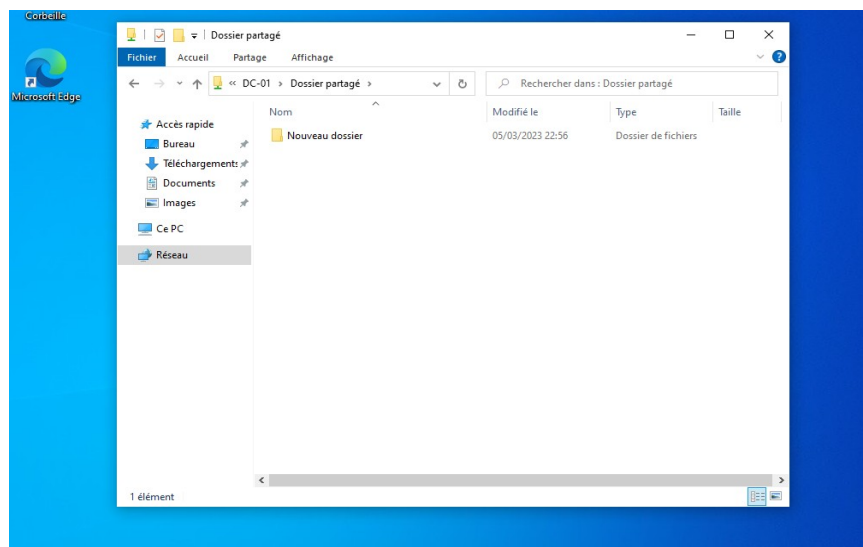 Corbeille
Microsoft Edge
Dossier partagé
Fichier Accueil Partage Affichage
« DC-01 › Dossier partagé ›
Rechercher dans : Dossier partagé
Nom Modifié le Type Taille
Accès rapide
Bureau
Téléchargements
Documents
Images
Ce PC
Réseau
Nouveau dossier 05/03/2023 22:56 Dossier de fichiers
1 élément